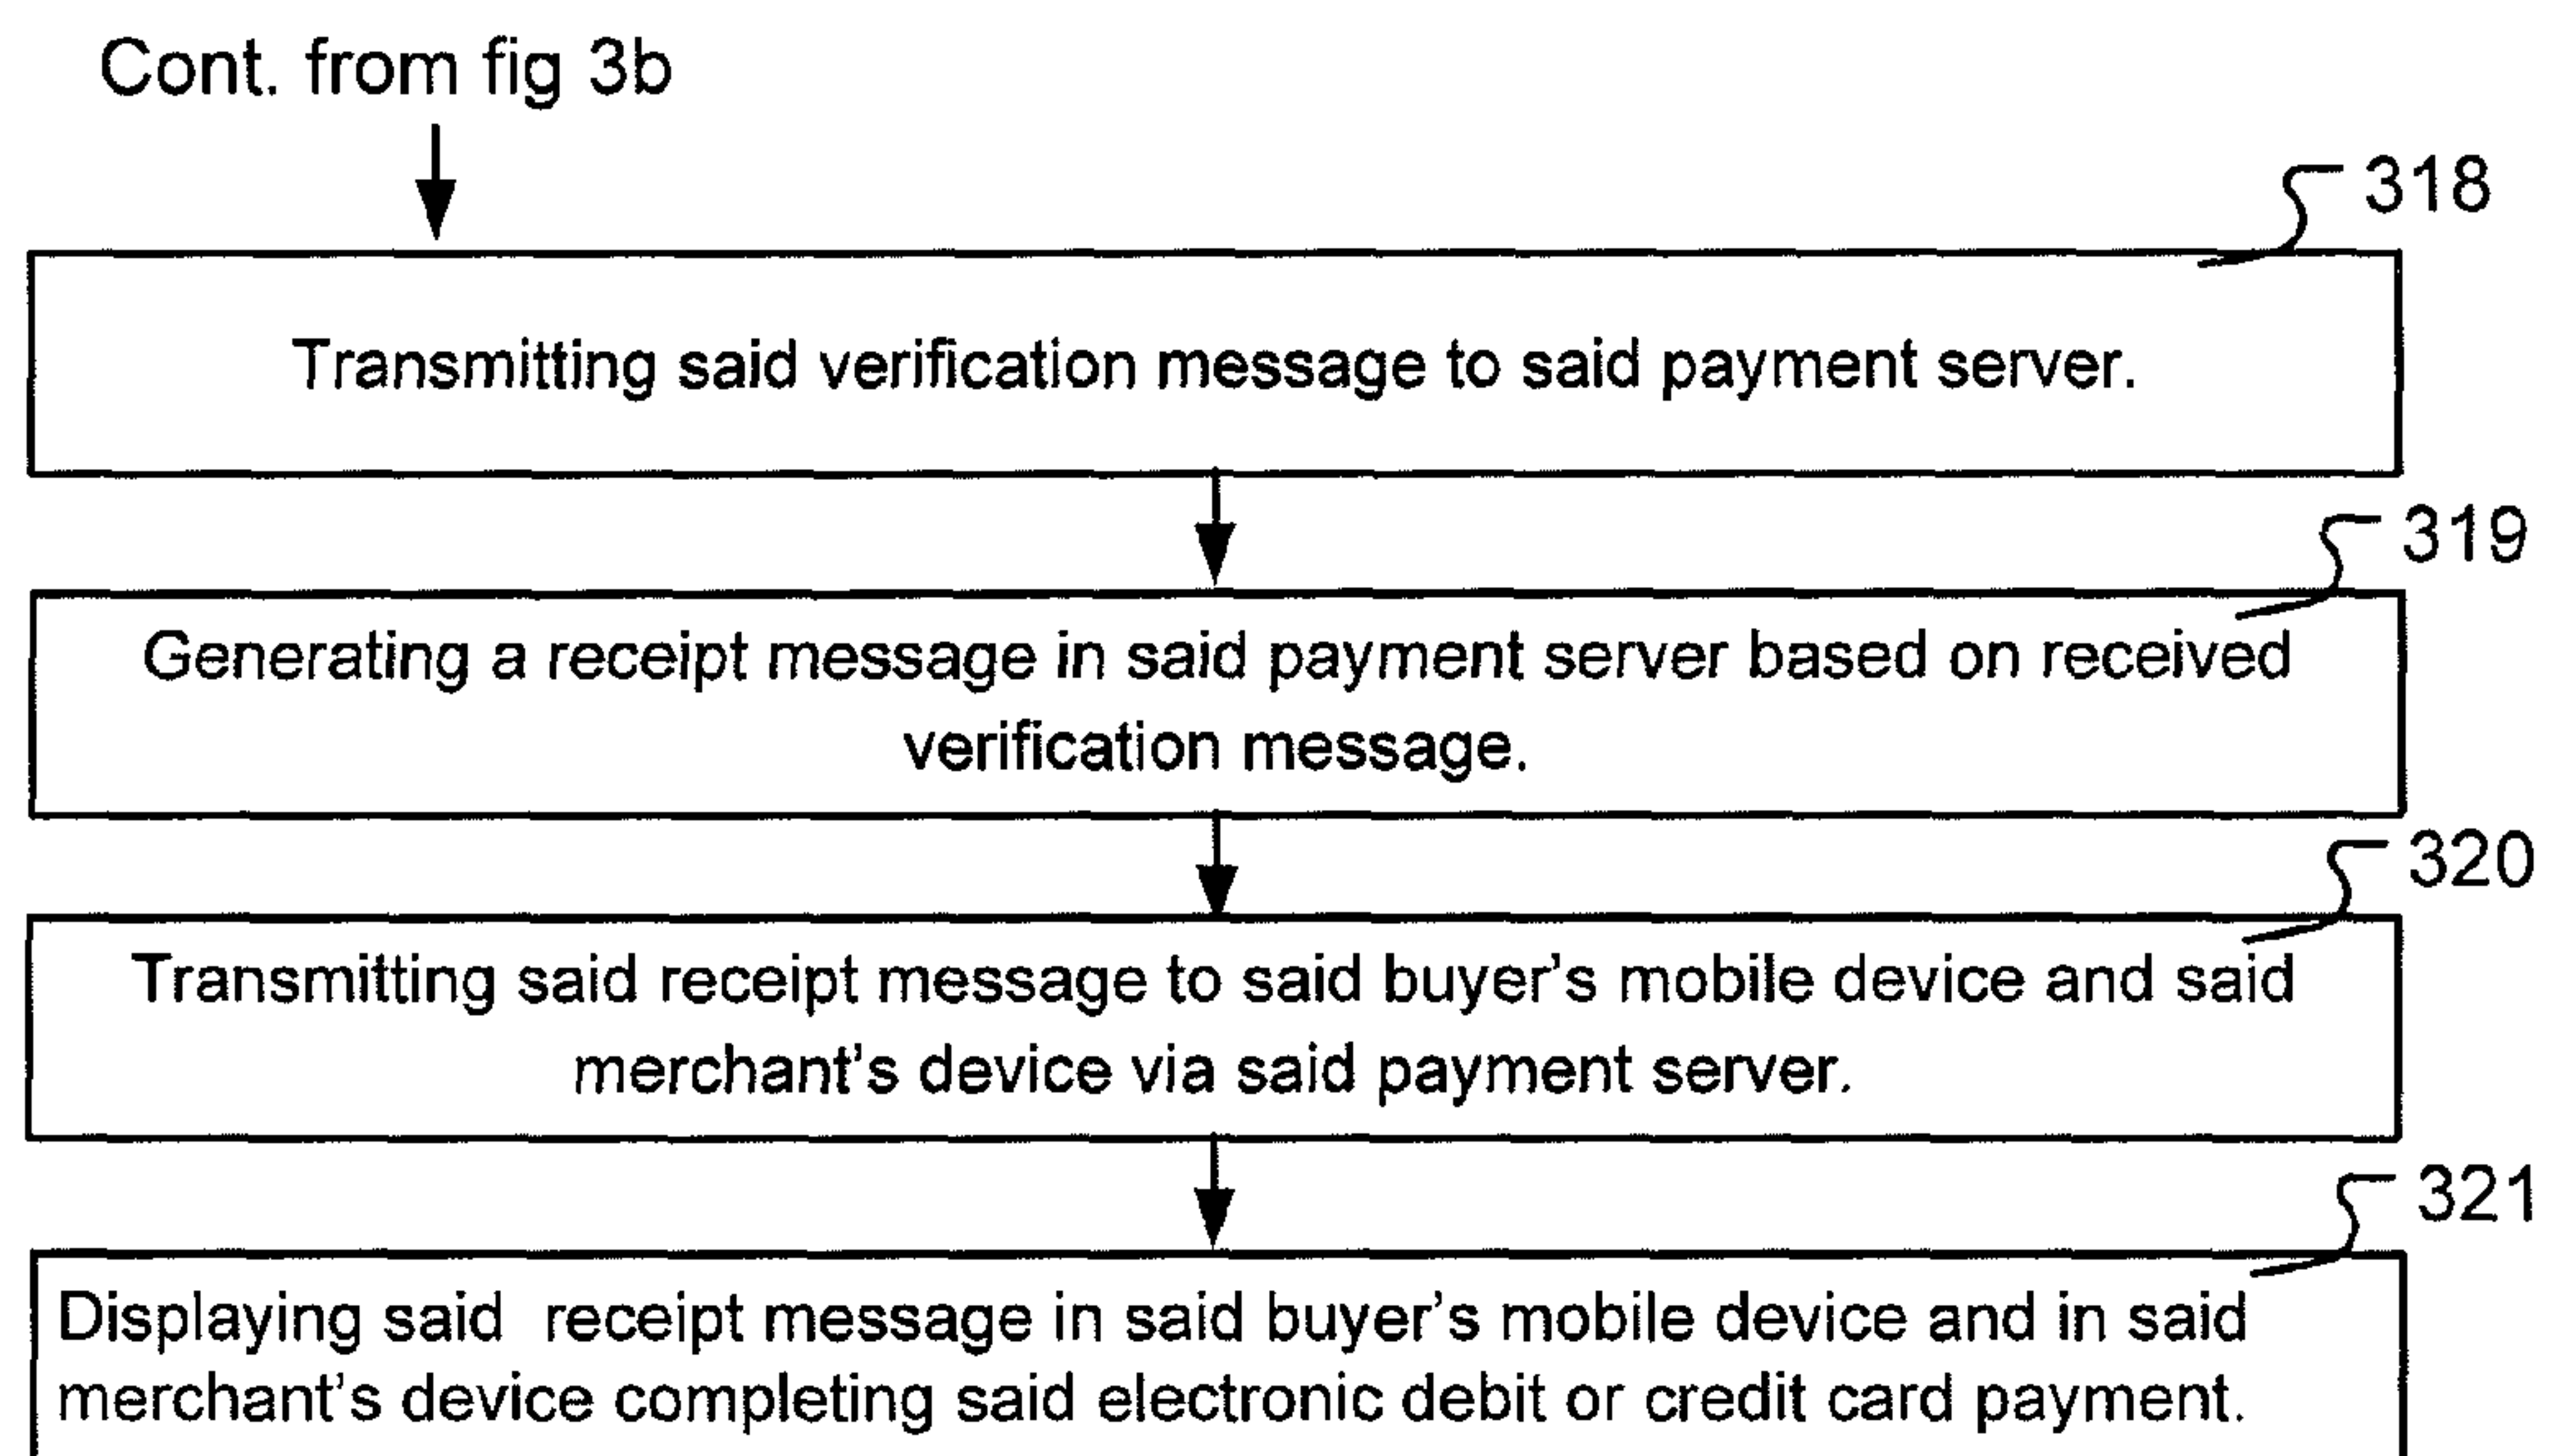 Cont. from fig 3b
318
Transmitting said verification message to said payment server.
319
Generating a receipt message in said payment server based on received
verification message.
320
Transmitting said receipt message to said buyer's mobile device and said
merchant's device via said payment server.
321
Displaying said receipt message in said buyer's mobile device and in said
merchant's device completing said electronic debit or credit card payment.